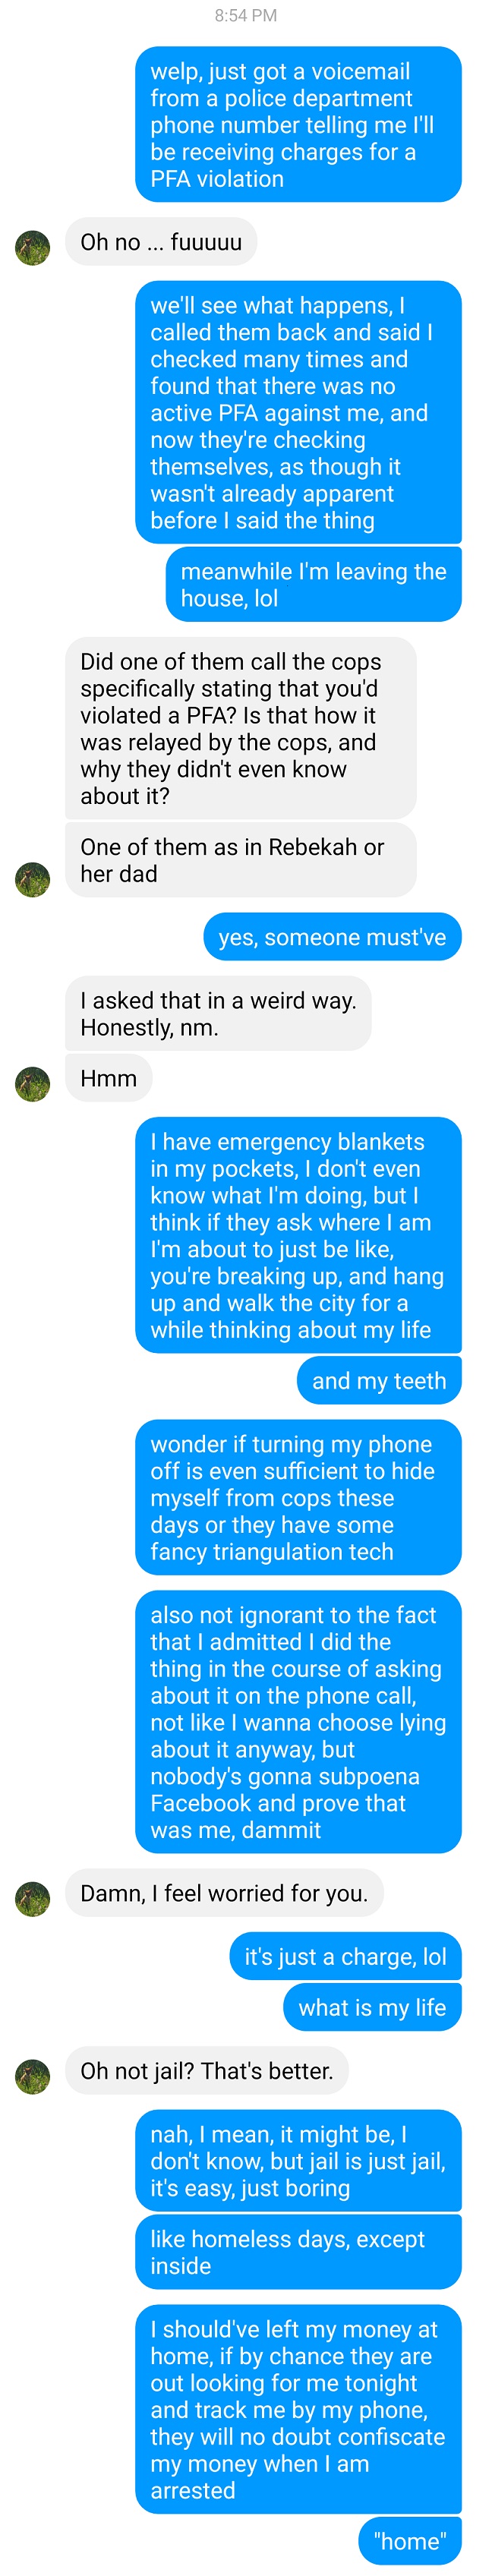 8:54 PM
welp, just got a voicemail
from a police department
phone number telling me I'll
be receiving charges for a
PFA violation
Oh no ... fuuuuu
we'll see what happens, I
called them back and said I
checked many times and
found that there was no
active PFA against me, and
now they're checking
themselves, as though it
wasn't already apparent
before I said the thing
meanwhile I'm leaving the
house, lol
Did one of them call the cops
specifically stating that you'd
violated a PFA? Is that how it
was relayed by the cops, and
why they didn't even know
about it?
One of them as in Rebekah or
her dad
yes, someone must've
I asked that in a weird way.
Honestly, nm.
Hmm
I have emergency blankets
in my pockets, I don't even
know what I'm doing, but I
think if they ask where I am
I'm about to just be like,
you're breaking up, and hang
up and walk the city for a
while thinking about my life
and my teeth
wonder if turning my phone
off is even sufficient to hide
myself from cops these
days or they have some
fancy triangulation tech
also not ignorant to the fact
that I admitted I did the
thing in the course of asking
about it on the phone call,
not like I wanna choose lying
about it anyway, but
nobody's gonna subpoena
Facebook and prove that
was me, dammit
Damn, I feel worried for you.
it's just a charge, lol
what is my life
Oh not jail? That's better.
nah, I mean, it might be, I
don't know, but jail is just jail,
it's easy, just boring
like homeless days, except
inside
I should've left my money at
home, if by chance they are
out looking for me tonight
and track me by my phone,
they will no doubt confiscate
my money when I am
arrested
"home"